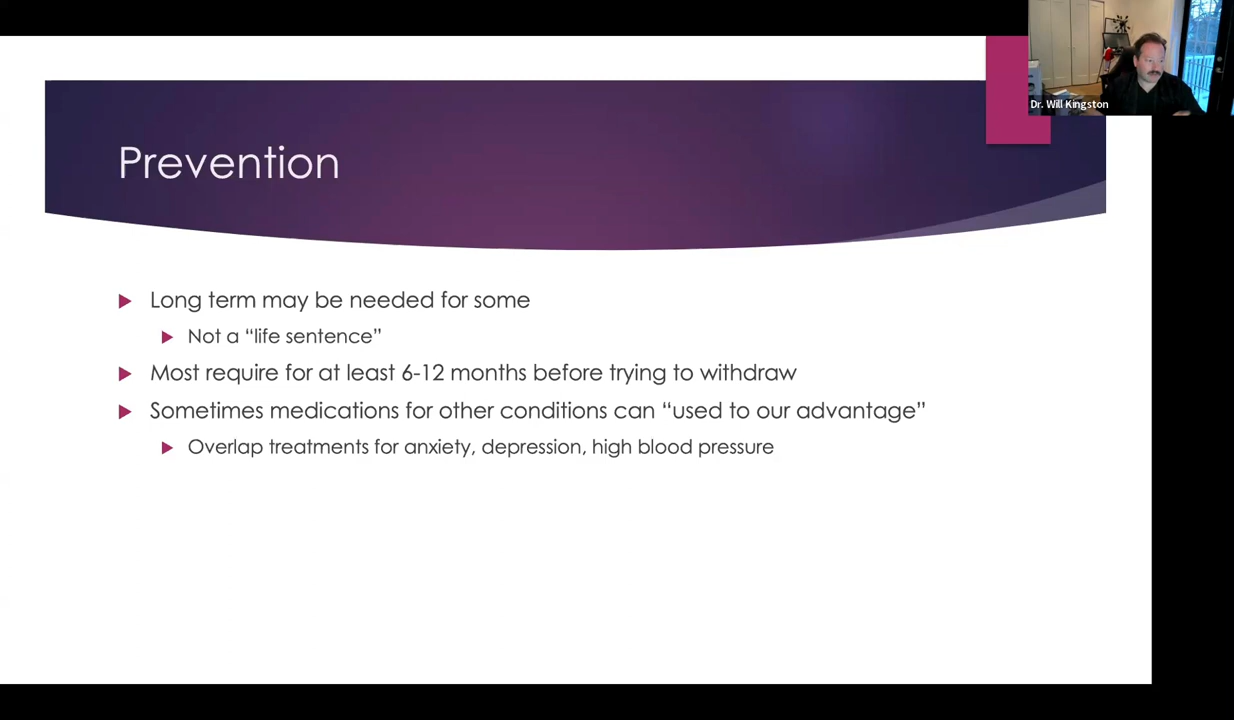 Dr. Will Kingston
Prevention
Long term may be needed for some
Not a “life sentence”
Most require for at least 6-12 months before trying to withdraw
Sometimes medications for other conditions can “used to our advantage”
Overlap treatments for anxiety, depression, high blood pressure